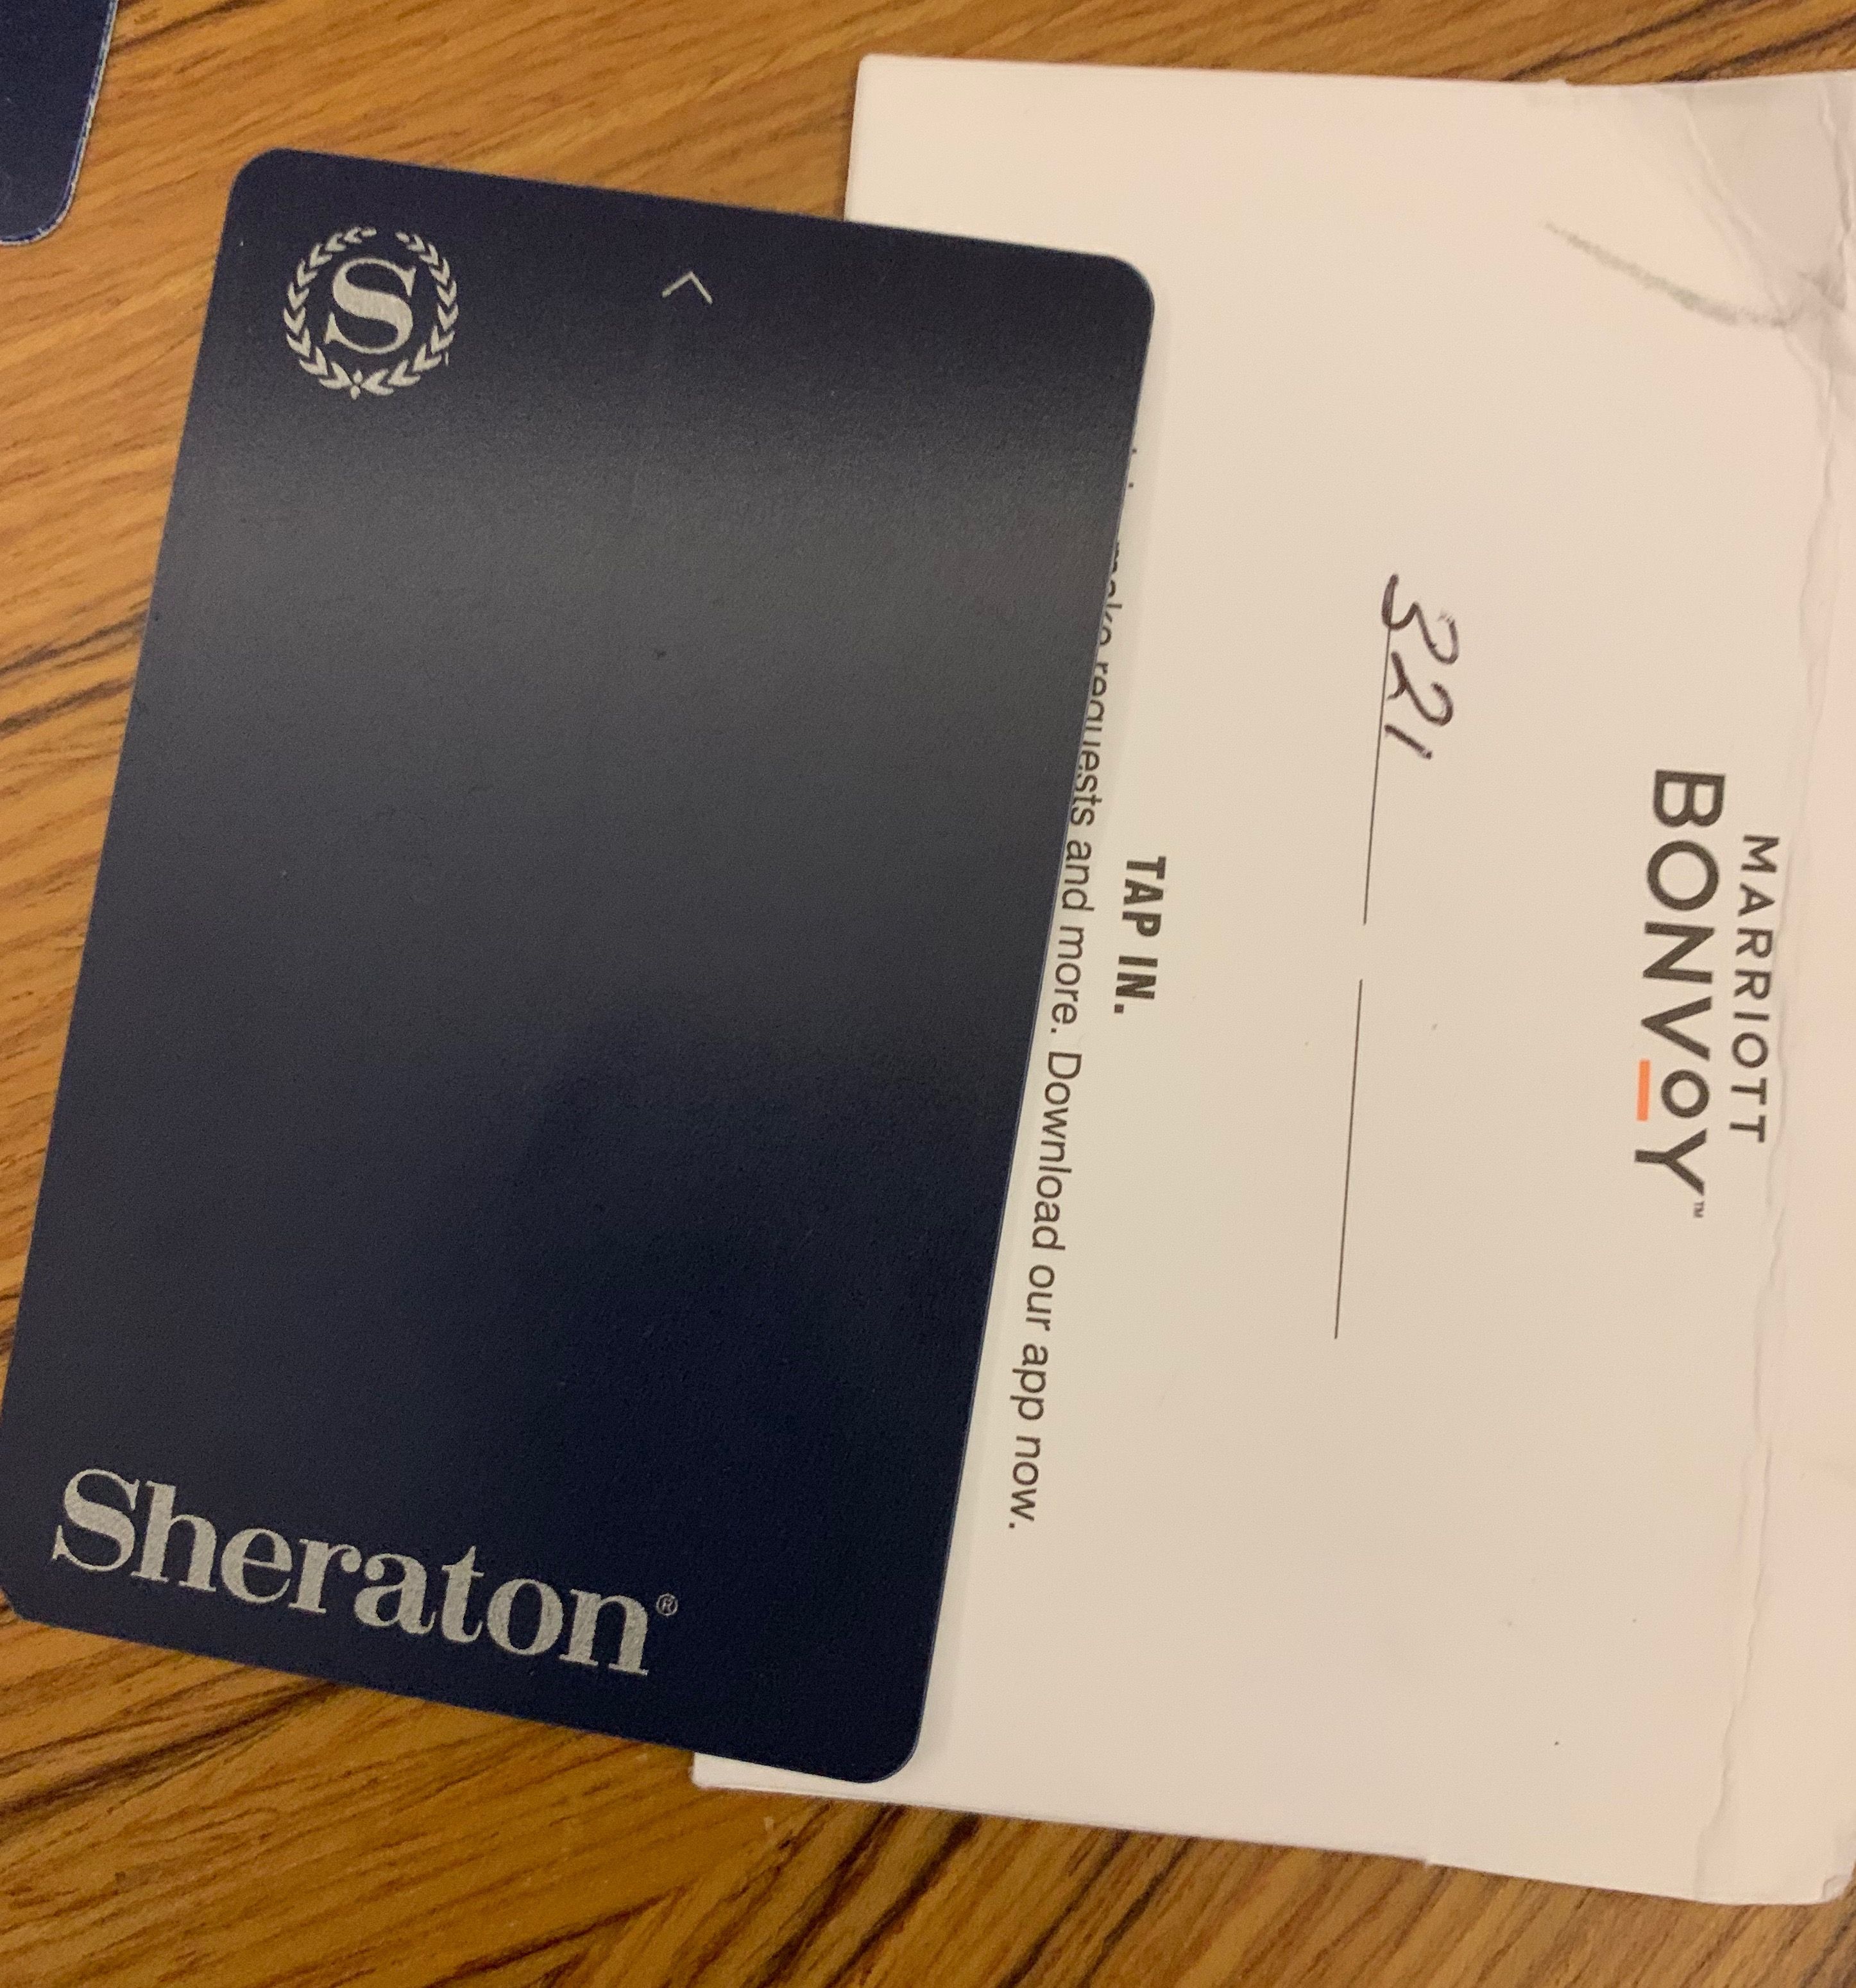 MARRIOTT
BONVOY™
321
TAP IN.
requests and more. Download our app now.
S
Sheraton®